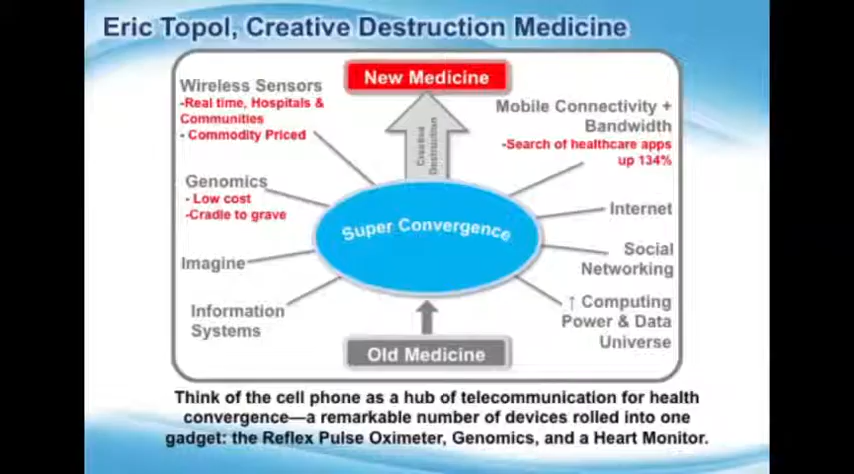 Eric Topol, Creative Destruction Medicine
New Medicine
Wireless Sensors
-Real time, Hospitals &
Communities
- Commodity Priced
Genomics
- Low cost
-Cradle to grave
Imagine
Information
Systems
Creative
Destruction
Super Convergence
Mobile Connectivity +
Bandwidth
-Search of healthcare apps
up 134%
Internet
Social
Networking
↑ Computing
Power & Data
Universe
Old Medicine
Think of the cell phone as a hub of telecommunication for health
convergence—a remarkable number of devices rolled into one
gadget: the Reflex Pulse Oximeter, Genomics, and a Heart Monitor.